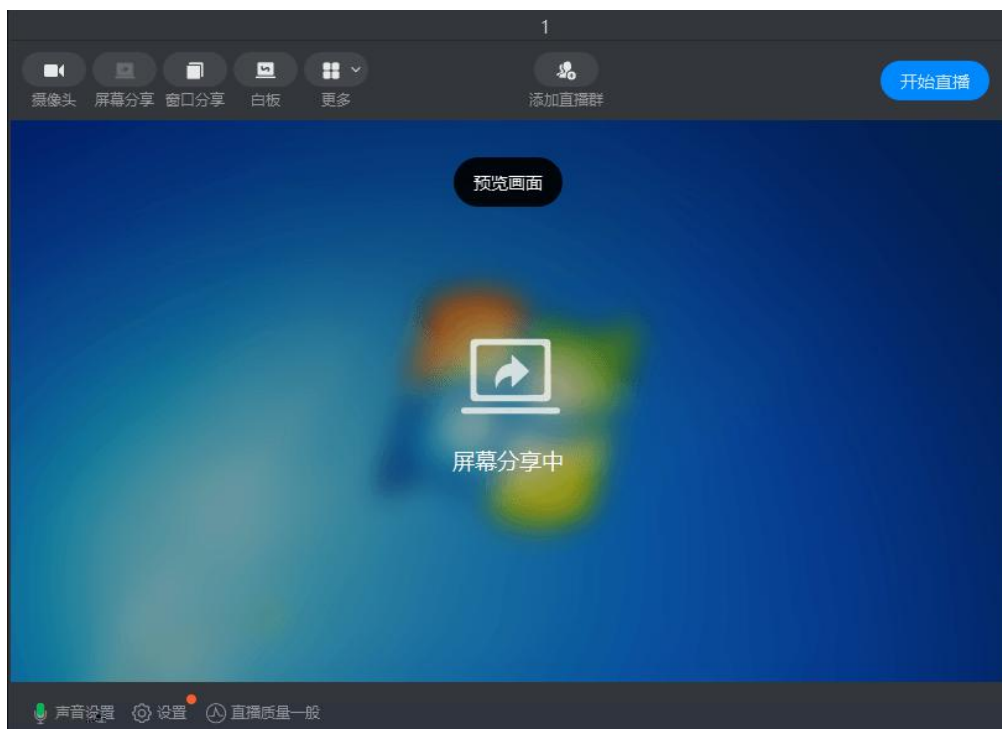 1
摄像头 屏幕分享 窗口分享 白板 更多 添加直播群 开始直播
预览画面
屏幕分享中
声音设置 设置 直播质量一般